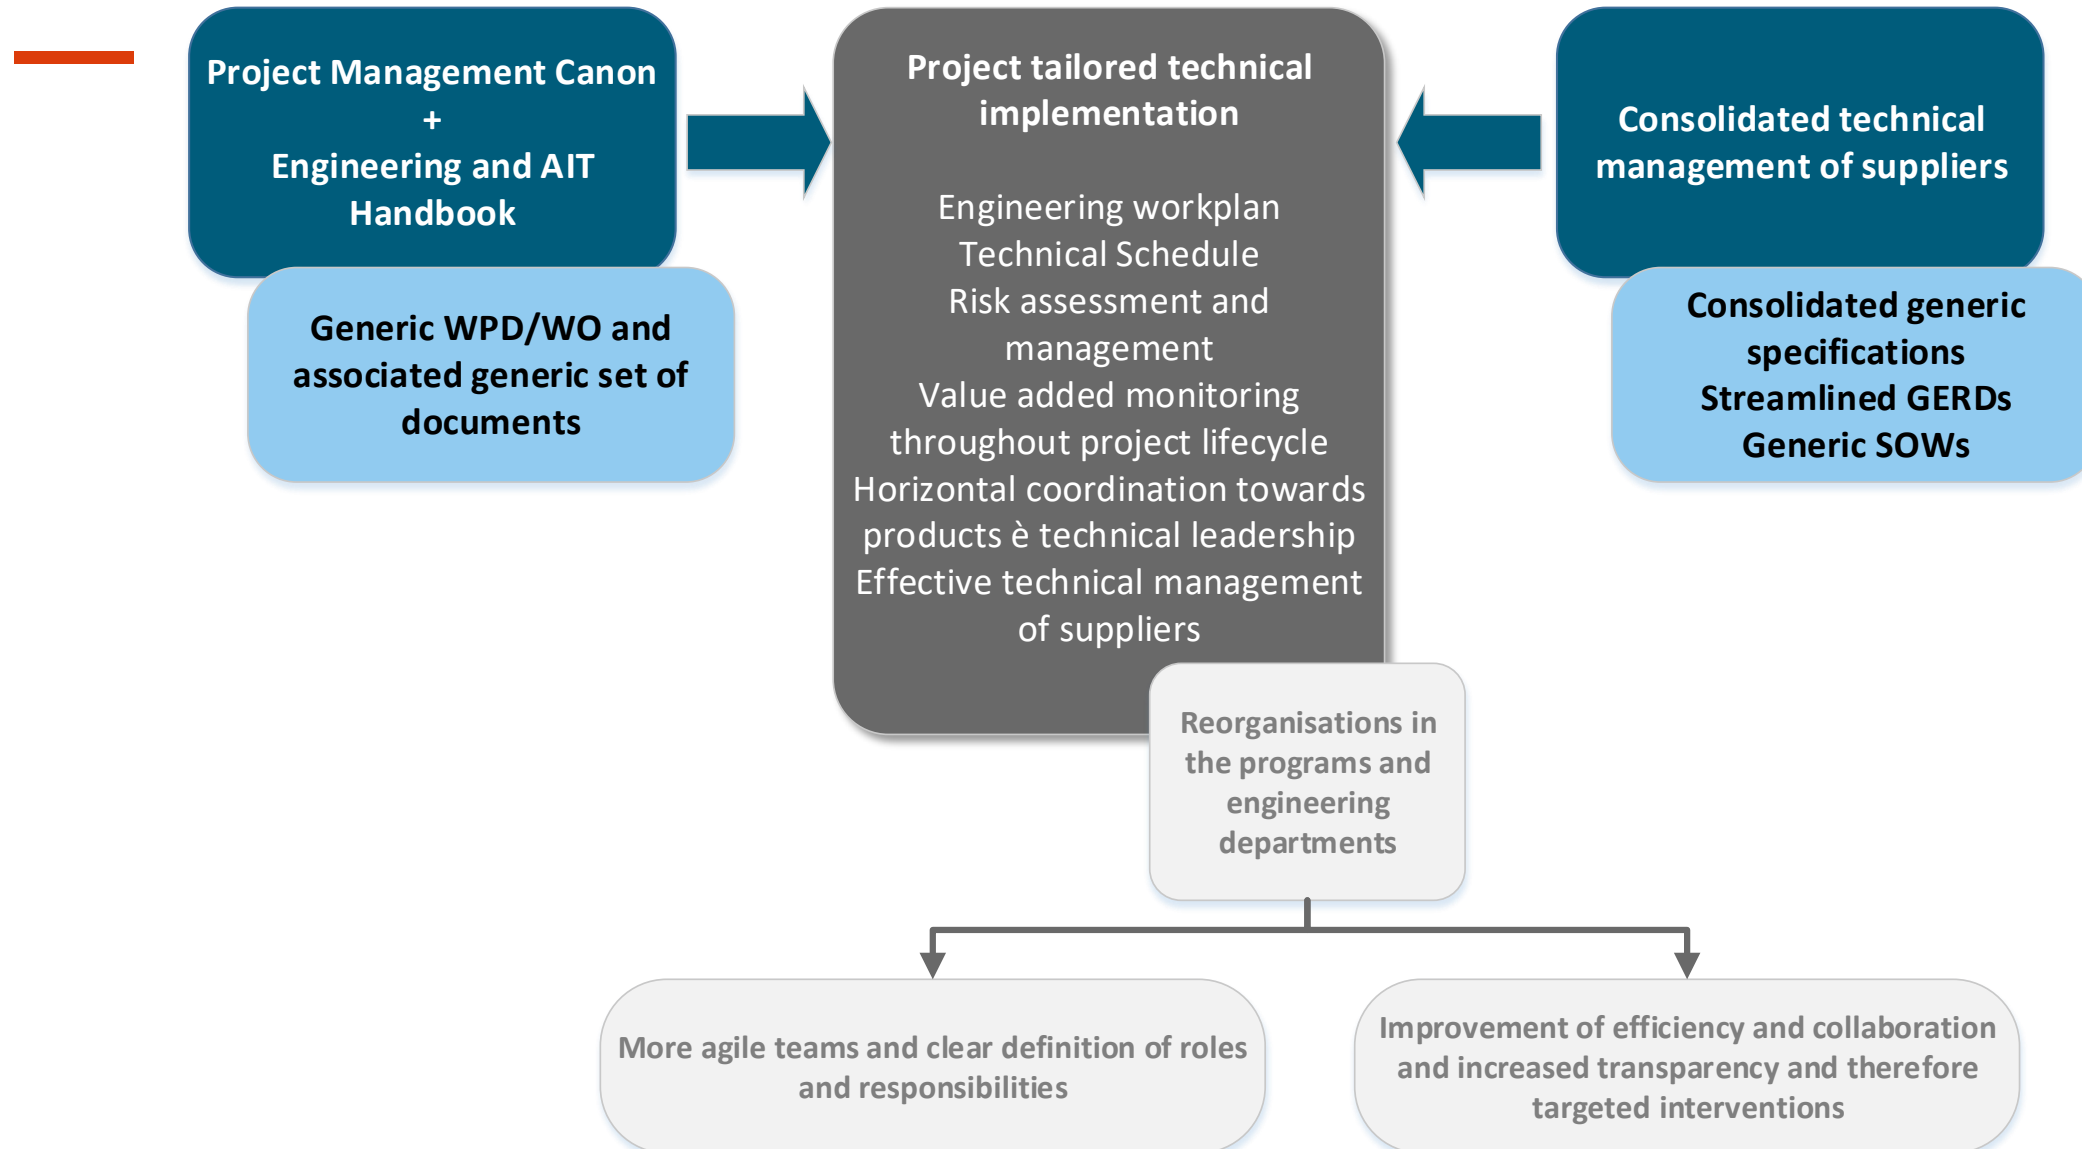 Project Management Canon
+
Engineering and AIT
Handbook
Generic WPD/WO and
associated generic set of
documents
Project tailored technical
implementation
Engineering workplan
Technical Schedule
Risk assessment and
management
Value added monitoring
throughout project lifecycle
Horizontal coordination towards
products è technical leadership
Effective technical management
of suppliers
Consolidated technical
management of suppliers
Consolidated generic
specifications
Streamlined GERDs
Generic SOWs
Reorganisations in
the programs and
engineering
departments
More agile teams and clear definition of roles
and responsibilities
Improvement of efficiency and collaboration
and increased transparency and therefore
targeted interventions